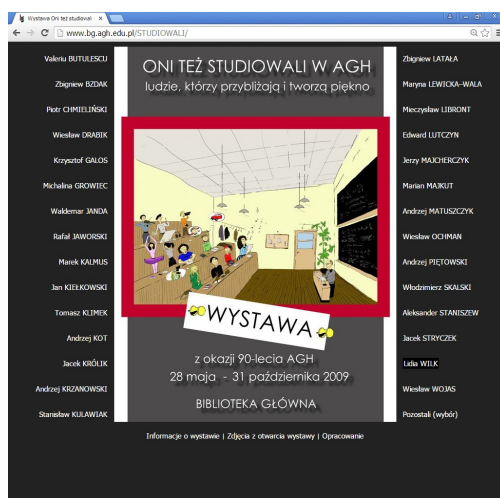 Wystawa Oni też studiowali
www.bg.agh.edu.pl/STUDIOWALI/
Valeriu BUTULESCU
Zbigniew BZDAK
Piotr CHMIELIŃSKI
Wiesław DRABIK
Krzysztof GALOS
Michalina GROWIEC
Waldemar JANDA
Rafał JAWORSKI
Marek KALMUS
Jan KIEŁKOWSKI
Tomasz KLIMEK
Andrzej KOT
Jacek KRÓLIK
Andrzej KRZANOWSKI
Stanisław KULAWIAK
ONI TEŻ STUDIOWALI W AGH
ludzie, którzy przybliżają i tworzą piękno
WYSTAWA
z okazji 90-lecia AGH
28 maja - 31 października 2009
BIBLIOTEKA GŁÓWNA
Zbigniew LATAŁA
Maryna LEWICKA-WALA
Mieczysław LIBRONT
Edward LUTCZYN
Jerzy MAJCHERCZYK
Marian MAJKUT
Andrzej MATUSZCZYK
Wiesław OCHMAN
Andrzej PIĘTOWSKI
Włodzimierz SKALSKI
Aleksander STANISZEW
Jacek STRYCZEK
Lidia WILK
Wiesław WOJAS
Pozostali (wybór)
Informacje o wystawie | Zdjęcia z otwarcia wystawy | Opracowanie